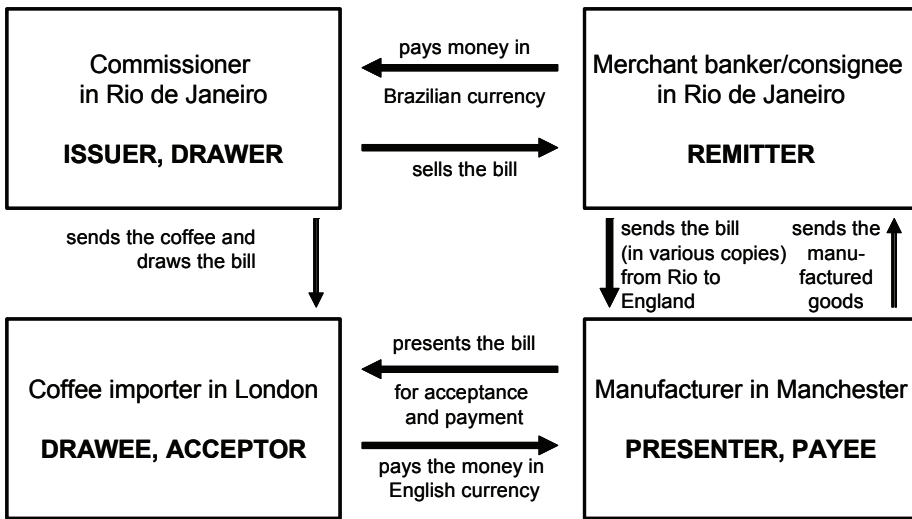 Commissioner
in Rio de Janeiro
ISSUER, DRAWER
pays money in
Brazilian currency
sells the bill
Merchant banker/consignee
in Rio de Janeiro
REMITTER
sends the coffee and
draws the bill
sends the bill
(in various copies)
from Rio to
England
sends the
manu-
factured
goods
Coffee importer in London
DRAWEE, ACCEPTOR
presents the bill
for acceptance
and payment
pays the money in
English currency
Manufacturer in Manchester
PRESENTER, PAYEE